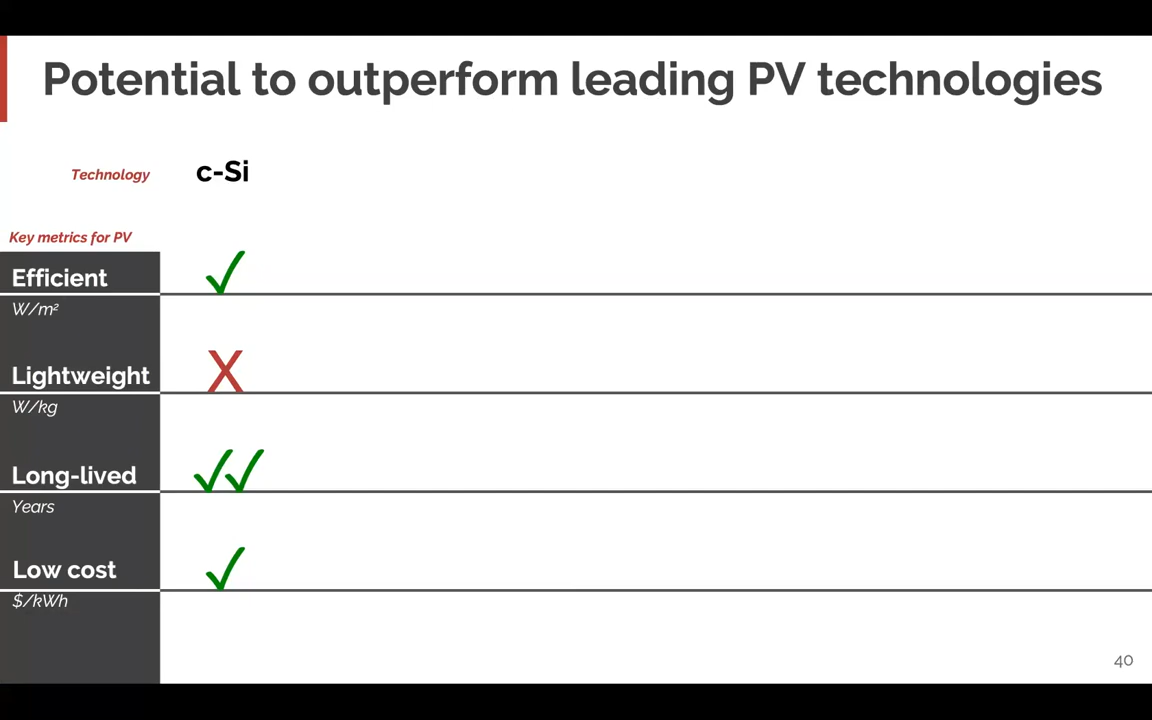 Potential to outperform leading PV technologies
Technology
c-Si
Key metrics for PV
Efficient
W/m²
Lightweight
X
W/kg
Long-lived
✓✓
Years
Low cost
✓
$/kWh
40